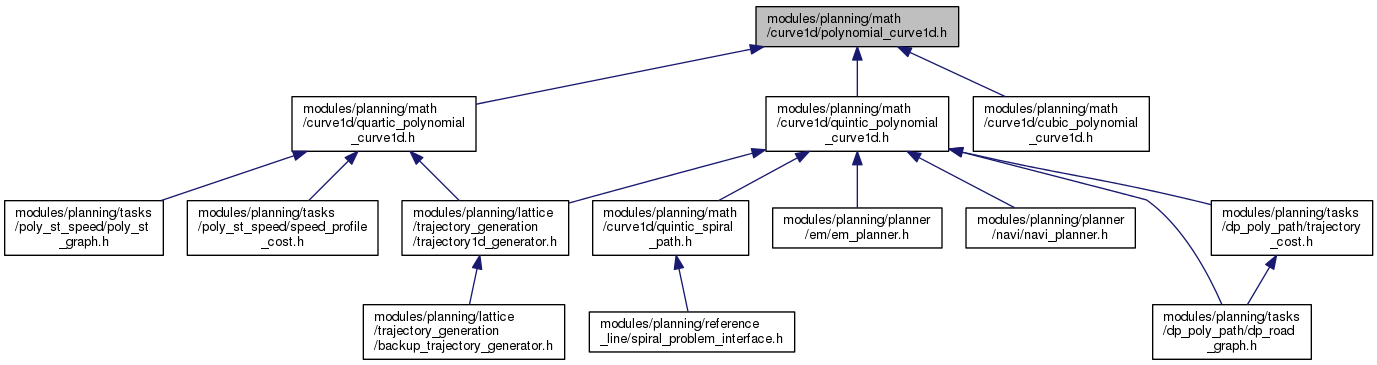 modules/planning/math
/curve1d/polynomial_curve1d.h
modules/planning/math
/curve1d/quartic_polynomial
_curve1d.h
modules/planning/math
/curve1d/quintic_polynomial
_curve1d.h
modules/planning/math
/curve1d/cubic_polynomial
_curve1d.h
modules/planning/tasks
/poly_st_speed/poly_st
_graph.h
modules/planning/tasks
/poly_st_speed/speed_profile
_cost.h
modules/planning/lattice
/trajectory_generation
/trajectory1d_generator.h
modules/planning/math
/curve1d/quintic_spiral
_path.h
modules/planning/planner
/em/em_planner.h
modules/planning/planner
/navi/navi_planner.h
modules/planning/tasks
/dp_poly_path/trajectory
_cost.h
modules/planning/lattice
/trajectory_generation
/backup_trajectory_generator.h
modules/planning/reference
_line/spiral_problem_interface.h
modules/planning/tasks
/dp_poly_path/dp_road
_graph.h